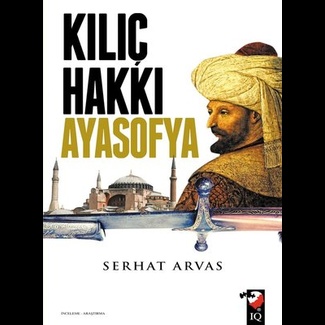 KILIÇ
HAKKI
AYASOFYA
SERHAT ARVAS
İNCELEME - ARAŞTIRMA
IQ